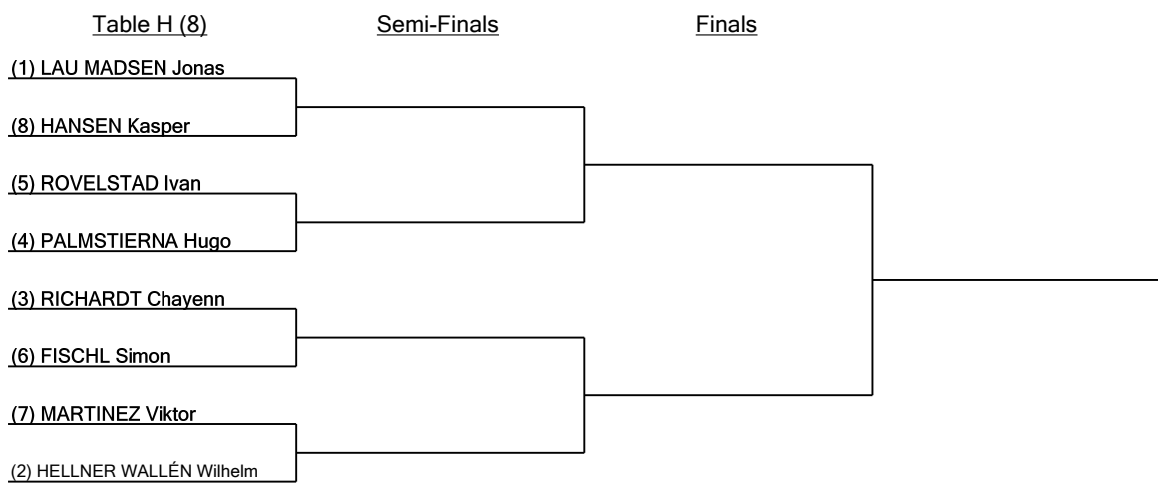 Table H (8) Semi-Finals Finals
(1) LAU MADSEN Jonas
(8) HANSEN Kasper
(5) ROVELSTAD Ivan
(4) PALMSTIERNA Hugo
(3) RICHARDT Chayenn
(6) FISCHL Simon
(7) MARTINEZ Viktor
(2) HELLNER WALLÉN Wilhelm